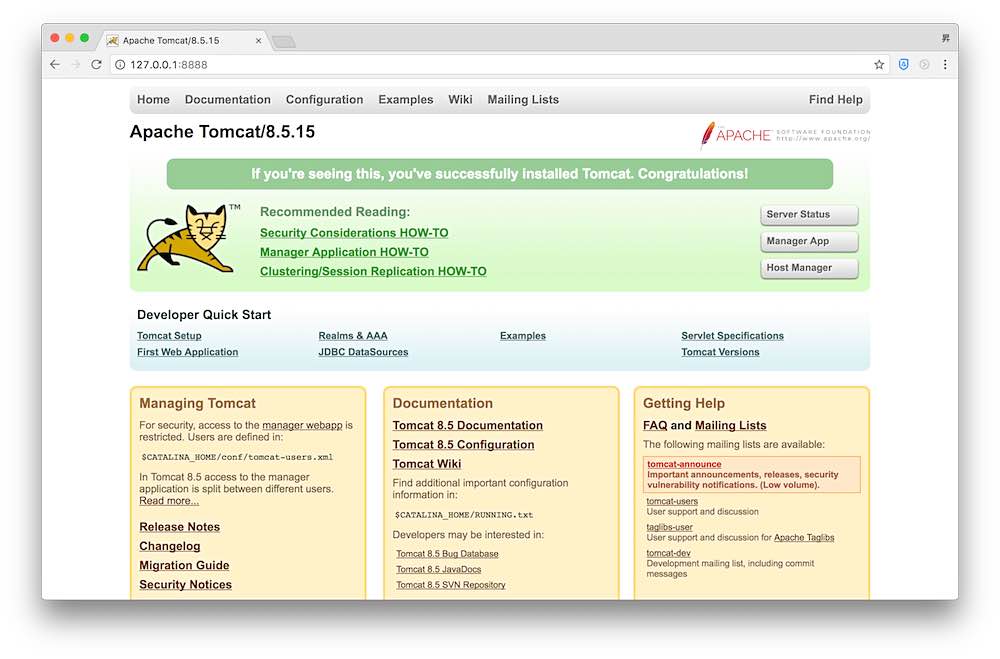 Apache Tomcat/8.5.15
昇
127.0.0.1:8888
Home Documentation Configuration Examples Wiki Mailing Lists Find Help
Apache Tomcat/8.5.15
THE APACHE™ SOFTWARE FOUNDATION
http://www.apache.org/
If you're seeing this, you've successfully installed Tomcat. Congratulations!
TM
Recommended Reading:
Security Considerations HOW-TO
Manager Application HOW-TO
Clustering/Session Replication HOW-TO
Server Status
Manager App
Host Manager
Developer Quick Start
Tomcat Setup
First Web Application
Realms & AAA
JDBC DataSources
Examples
Servlet Specifications
Tomcat Versions
Managing Tomcat
For security, access to the manager webapp is
restricted. Users are defined in:
$CATALINA_HOME/conf/tomcat-users.xml
In Tomcat 8.5 access to the manager
application is split between different users.
Read more...
Release Notes
Changelog
Migration Guide
Security Notices
Documentation
Tomcat 8.5 Documentation
Tomcat 8.5 Configuration
Tomcat Wiki
Find additional important configuration
information in:
$CATALINA_HOME/RUNNING.txt
Developers may be interested in:
Tomcat 8.5 Bug Database
Tomcat 8.5 JavaDocs
Tomcat 8.5 SVN Repository
Getting Help
FAQ and Mailing Lists
The following mailing lists are available:
tomcat-announce
Important announcements, releases, security
vulnerability notifications. (Low volume).
tomcat-users
User support and discussion
taglibs-user
User support and discussion for Apache Taglibs
tomcat-dev
Development mailing list, including commit
messages